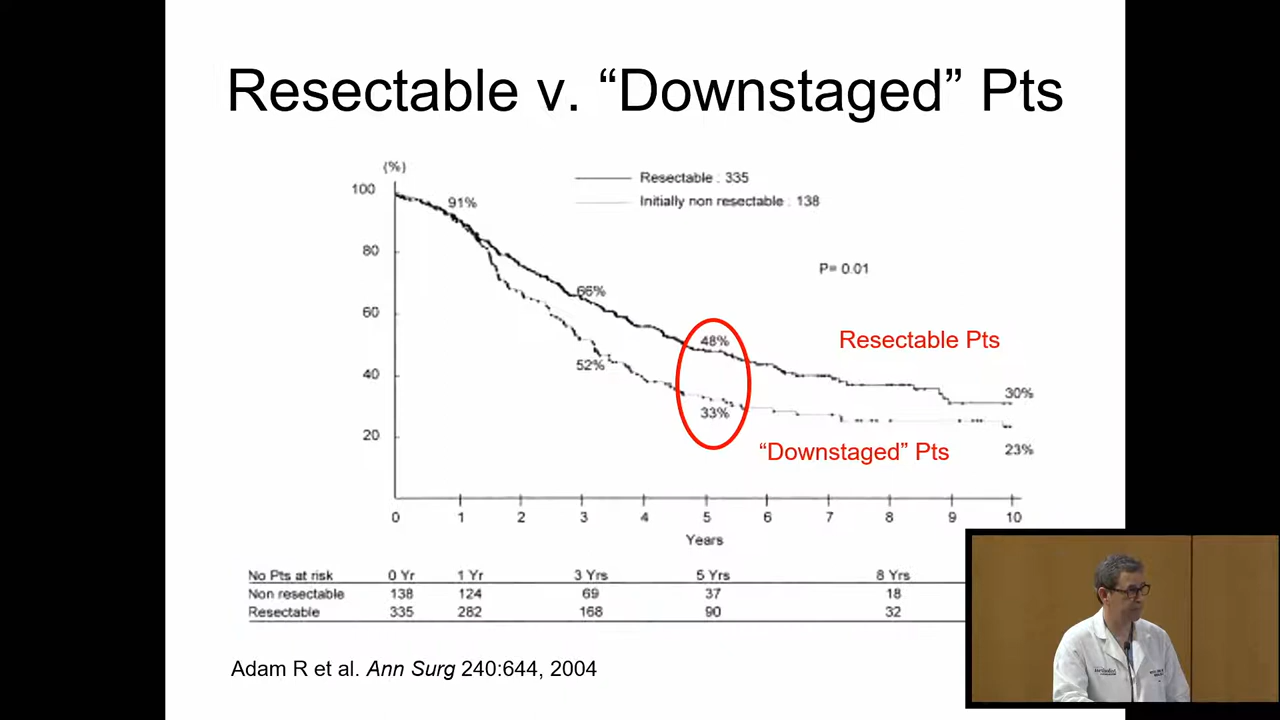 Resectable v. “Downstaged” Pts
(%)
100
80
60
40
20
Resectable : 335
Initially non resectable : 138
P= 0.01
91%
66%
52%
48%
33%
30%
23%
Resectable Pts
“Downstaged” Pts
0 1 2 3 4 5 6 7 8 9 10
Years
No Pts at risk 0 Yr 1 Yr 3 Yrs 5 Yrs 8 Yrs
Non resectable 138 124 69 37 18
Resectable 335 282 168 90 32
Adam R et al. Ann Surg 240:644, 2004